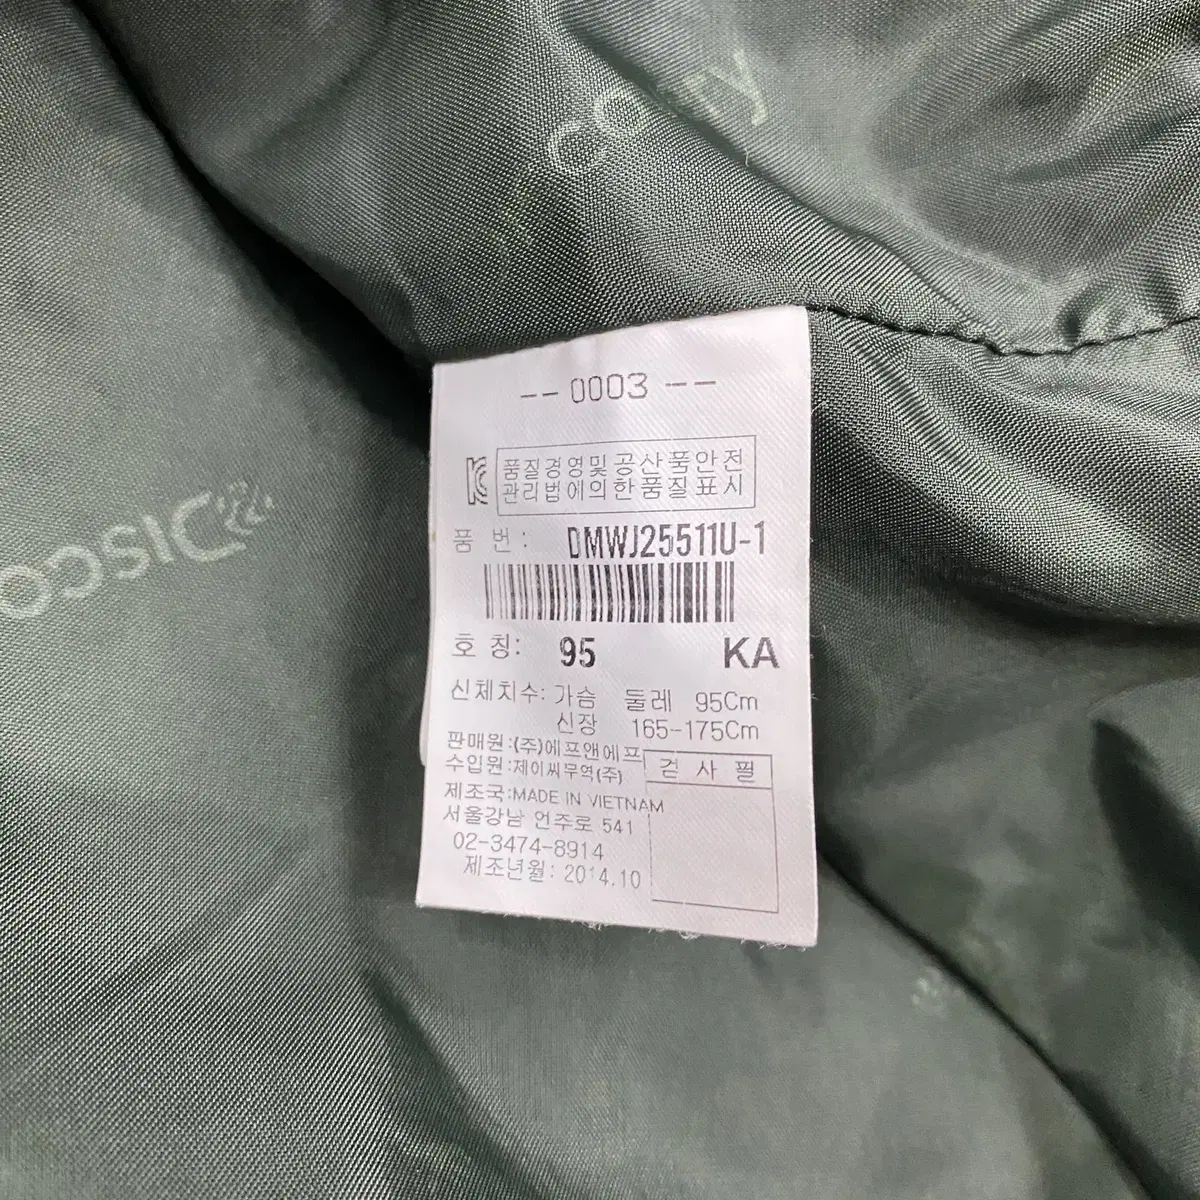 covery
DISCO
--0003--
품질경영및공산품안전
관리법에의한품질표시
품 번: DMWJ25511U-1
호 칭: 95 KA
신체치수: 가슴 둘레 95Cm
신장 165-175Cm
판매원:(주)에프앤에프
수입원:제이씨무역(주)
검 사 필
제조국:MADE IN VIETNAM
서울강남 언주로 541
02-3474-8914
제조년월: 2014.10